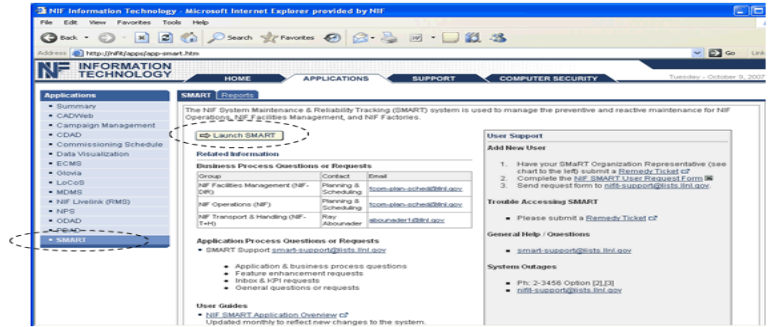 NIF Information Technology - Microsoft Internet Explorer provided by NIF
File Edit View Favorites Tools Help
Back Search Favorites
Address http://nifit/apps/app-smart.htm Go Link
NIF INFORMATION
TECHNOLOGY
HOME APPLICATIONS SUPPORT COMPUTER SECURITY Tuesday - October 9, 2007
Applications
Summary
CADWeb
Campaign Management
CDAD
Commissioning Schedule
Data Visualization
ECMS
Glovia
LoCoS
MDMS
NIF Livelink (RMS)
NPS
ODAD
PDAD
SMART
SMART Reports
The NIF System Maintenance & Reliability Tracking (SMART) system is used to manage the preventive and reactive maintenance for NIF
Operations, NIF Facilities Management, and NIF Factories.
Launch SMART
Related Information
Business Process Questions or Requests
Group Contact Email
NIF Facilities Management (NIF- Planning & fcom-plan-sched@llnl.gov
DIR) Scheduling
NIF Operations (NIF) Planning & fcom-plan-sched@llnl.gov
Scheduling
NIF Transport & Handling (NIF- Ray abounader1@llnl.gov
T+H) Abounader
Application Process Questions or Requests
SMART Support smart-support@lists.llnl.gov
Application & business process questions
Feature enhancement requests
Inbox & KPI requests
General questions or requests
User Guides
NIF SMART Application Overview
Updated monthly to reflect new changes to the system.
User Support
Add New User
1. Have your SMaRT Organization Representative (see
chart to the left) submit a Remedy Ticket
2. Complete the NIF SMART User Request Form
3. Send request form to nifit-support@lists.llnl.gov.
Trouble Accessing SMART
Please submit a Remedy Ticket
General Help / Questions
smart-support@lists.llnl.gov
System Outages
Ph: 2-3456 Option [2],[3]
nifit-support@lists.llnl.gov